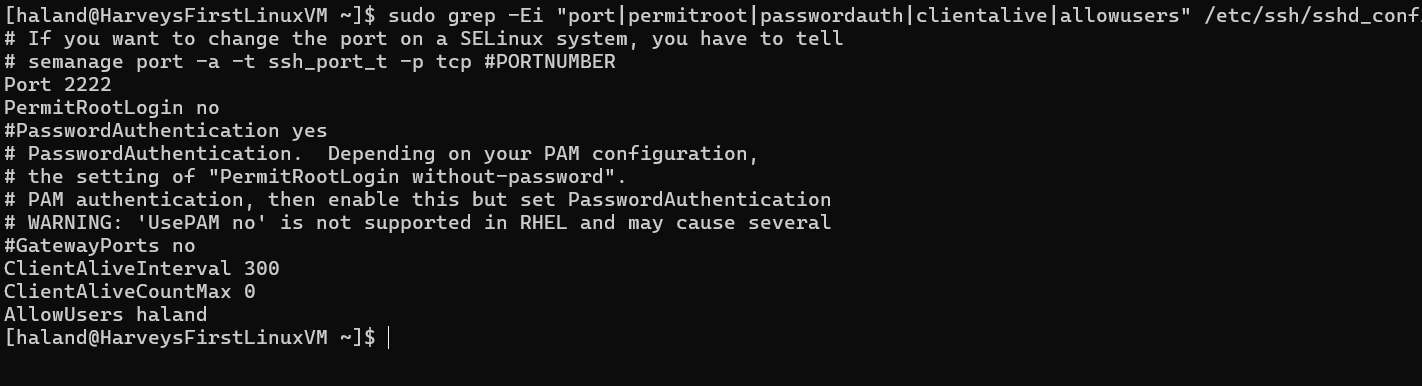 [haland@HarveysFirstLinuxVM ~]$ sudo grep -Ei "port|permitroot|passwordauth|clientalive|allowusers" /etc/ssh/sshd_conf
# If you want to change the port on a SELinux system, you have to tell
# semanage port -a -t ssh_port_t -p tcp #PORTNUMBER
Port 2222
PermitRootLogin no
#PasswordAuthentication yes
# PasswordAuthentication.  Depending on your PAM configuration,
# the setting of "PermitRootLogin without-password".
# PAM authentication, then enable this but set PasswordAuthentication
# WARNING: 'UsePAM no' is not supported in RHEL and may cause several
#GatewayPorts no
ClientAliveInterval 300
ClientAliveCountMax 0
AllowUsers haland
[haland@HarveysFirstLinuxVM ~]$